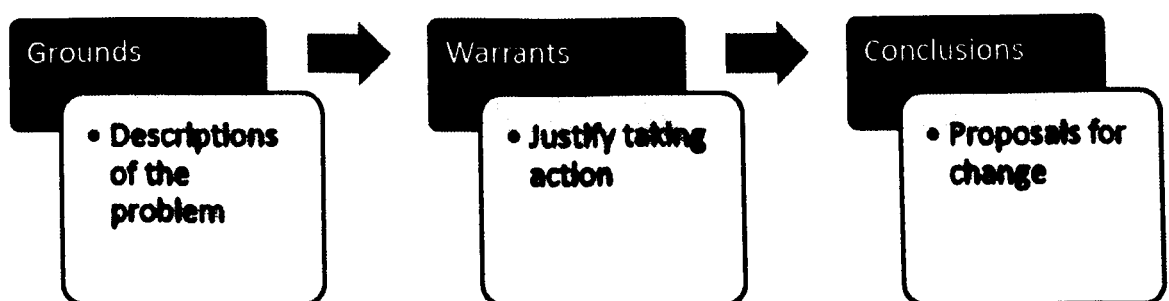 Grounds
• Descriptions
of the
problem
Warrants
• Justify taking
action
Conclusions
• Proposals for
change